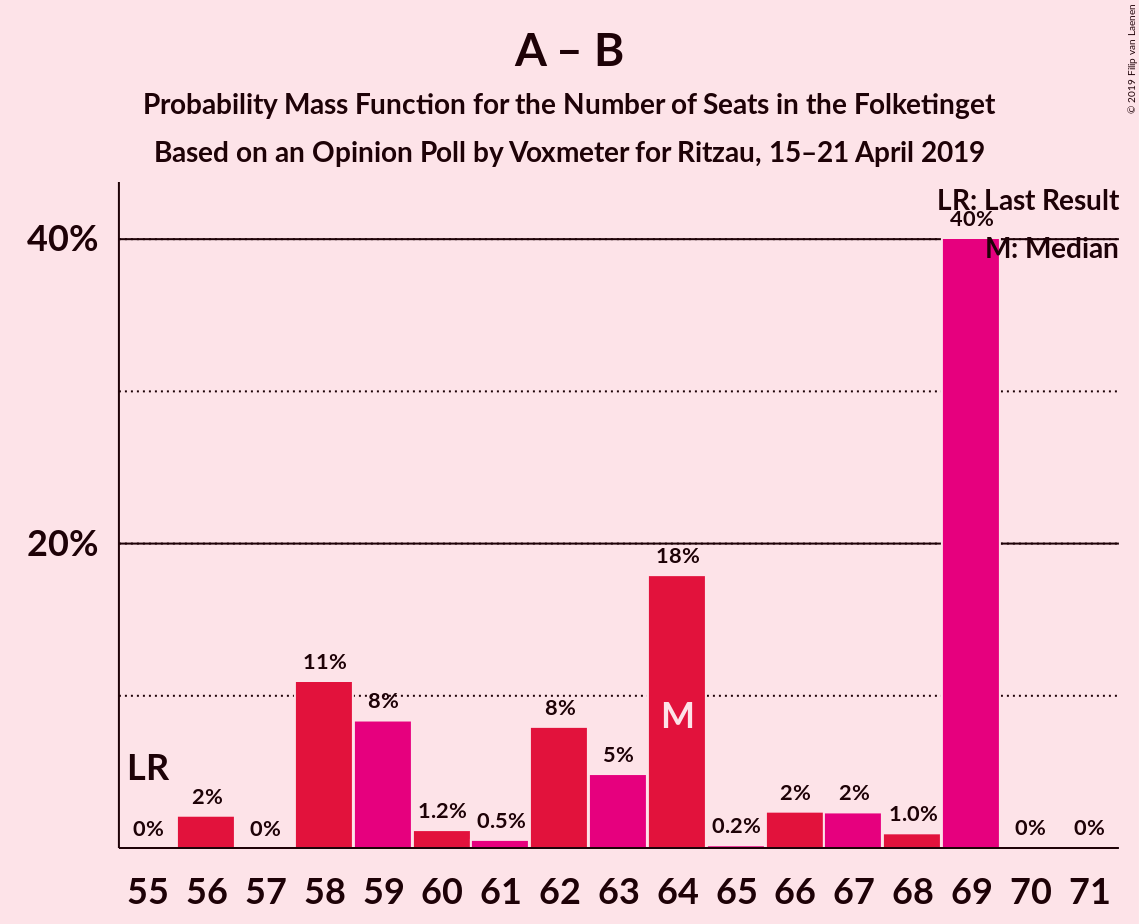 © 2019 Filip van Laenen
A – B
Probability Mass Function for the Number of Seats in the Folketinget
Based on an Opinion Poll by Voxmeter for Ritzau, 15–21 April 2019
LR: Last Result
M: Median
40%
20%
LR
M
0%
2%
0%
11%
8%
1.2%
0.5%
8%
5%
18%
0.2%
2%
2%
1.0%
40%
0%
0%
55 56 57 58 59 60 61 62 63 64 65 66 67 68 69 70 71